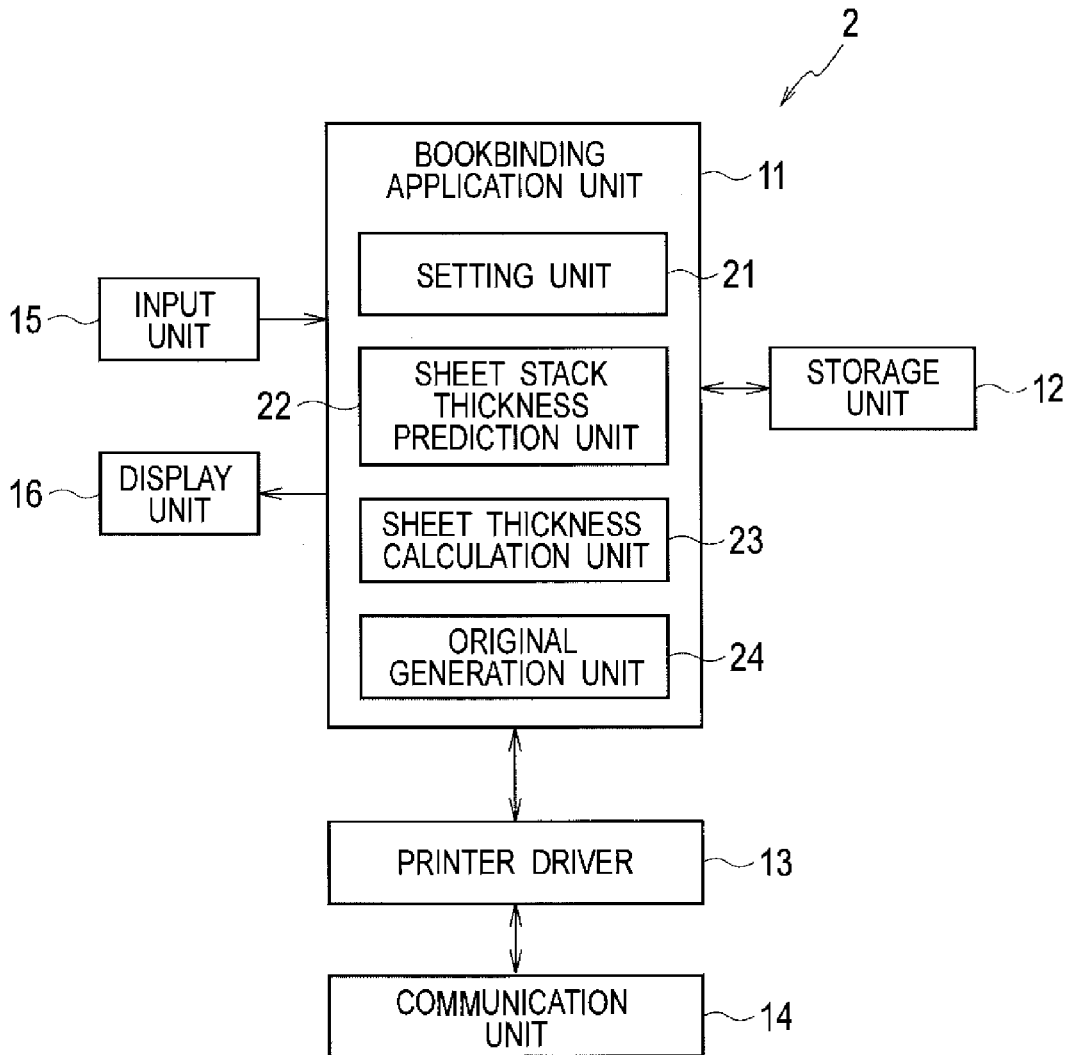 2
BOOKBINDING
APPLICATION UNIT
11
SETTING UNIT
21
INPUT
UNIT
15
SHEET STACK
THICKNESS
PREDICTION UNIT
22
STORAGE
UNIT
12
DISPLAY
UNIT
16
SHEET THICKNESS
CALCULATION UNIT
23
ORIGINAL
GENERATION UNIT
24
PRINTER DRIVER
13
COMMUNICATION
UNIT
14